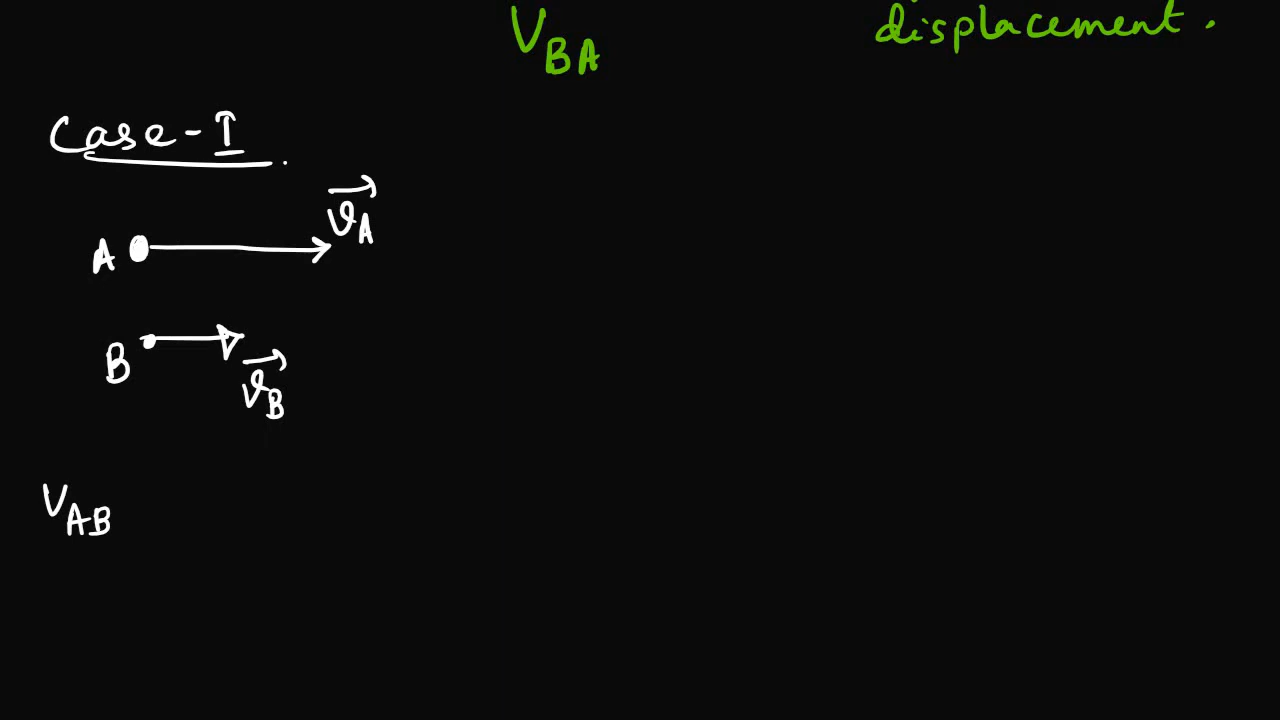 V_BA
displacement.
Case-I
A
v⃗_A
B
v⃗_B
V_AB